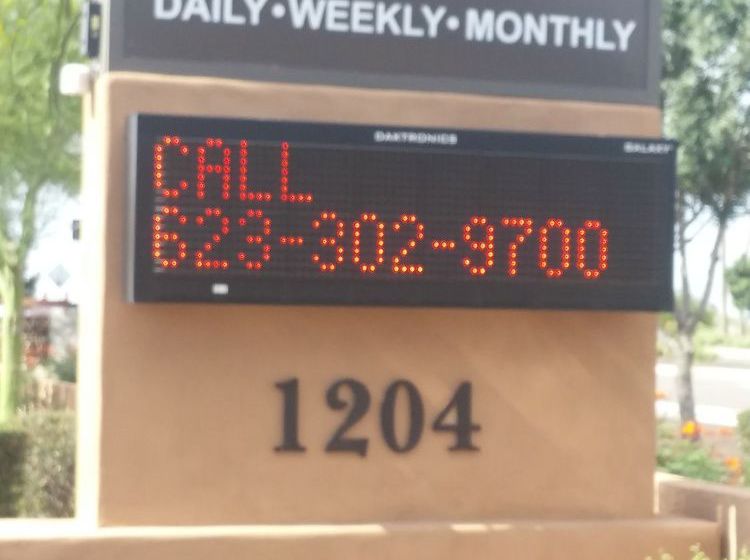 DAILY•WEEKLY•MONTHLY
DAKTRONICS
GALAXY
CALL
623-302-9700
1204